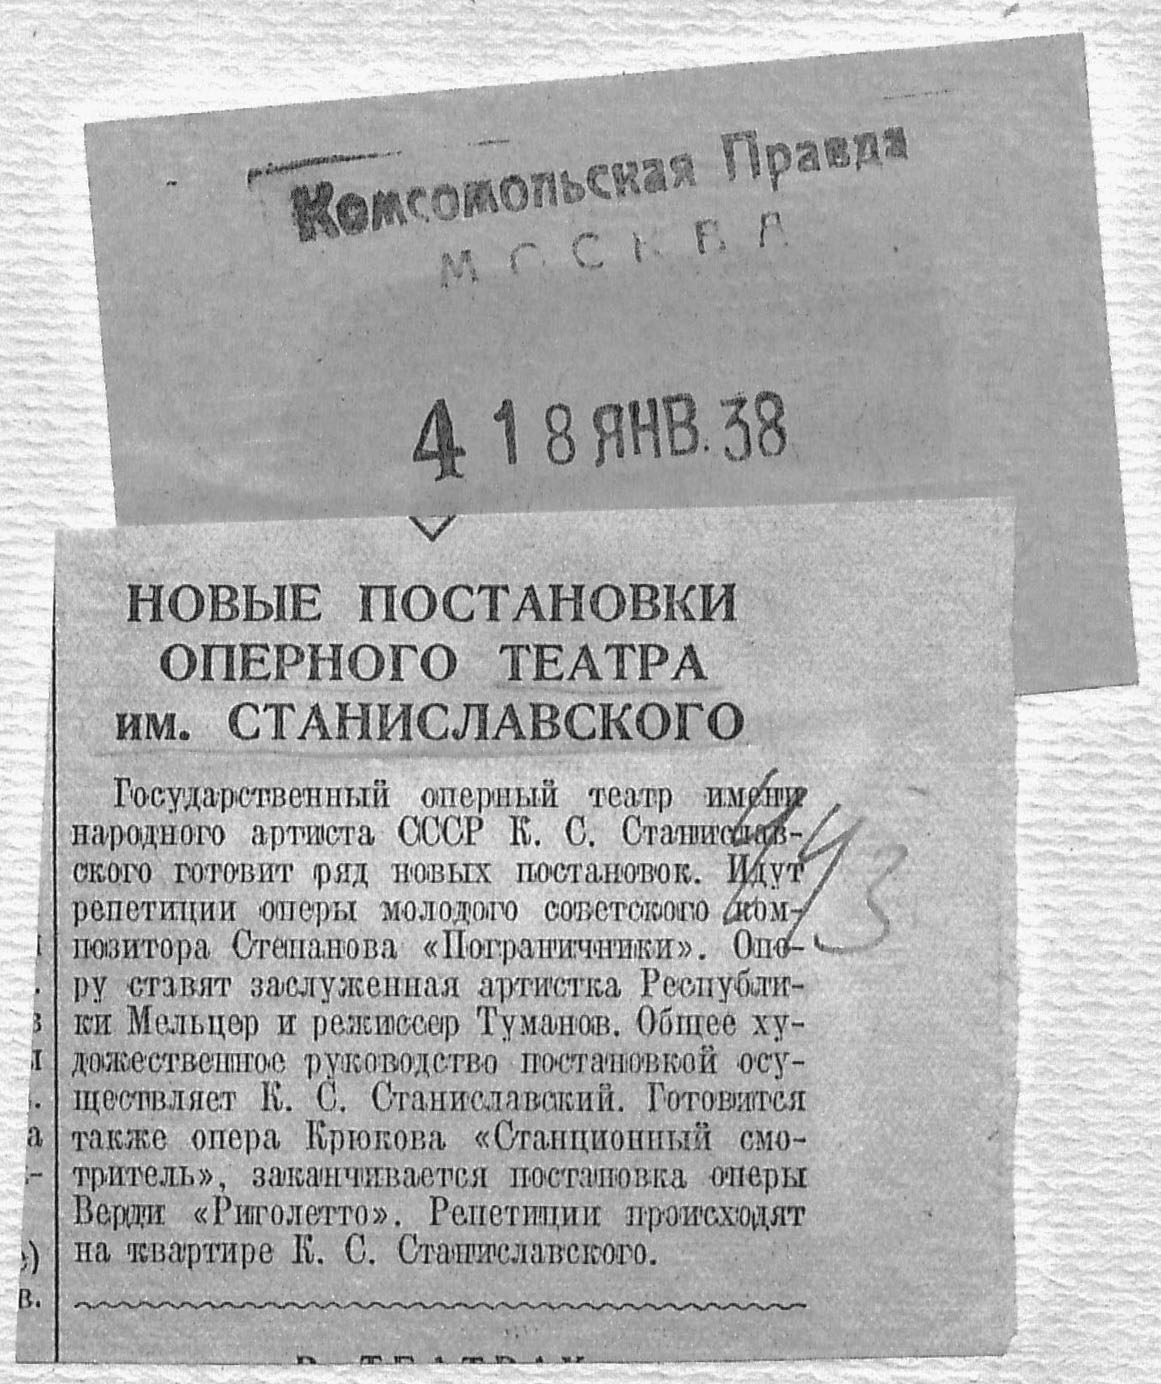 Комсомольская Правда
МОСКВА
4 18 ЯНВ. 38
НОВЫЕ ПОСТАНОВКИ
ОПЕРНОГО ТЕАТРА
им. СТАНИСЛАВСКОГО
Государственный оперный театр имени
народного артиста СССР К. С. Станислав-
ского готовит ряд новых постановок. Идут
репетиции оперы молодого советского ком-
позитора Степанова «Пограничники». Опе-
ру ставят заслуженная артистка Республи-
ки Мельцер и режиссер Туманов. Общее ху-
дожественное руководство постановкой осу-
ществляет К. С. Станиславский. Готовится
также опера Крюкова «Станционный смо-
тритель», заканчивается постановка оперы
Верди «Риголетто». Репетиции происходят
на квартире К. С. Станиславского.